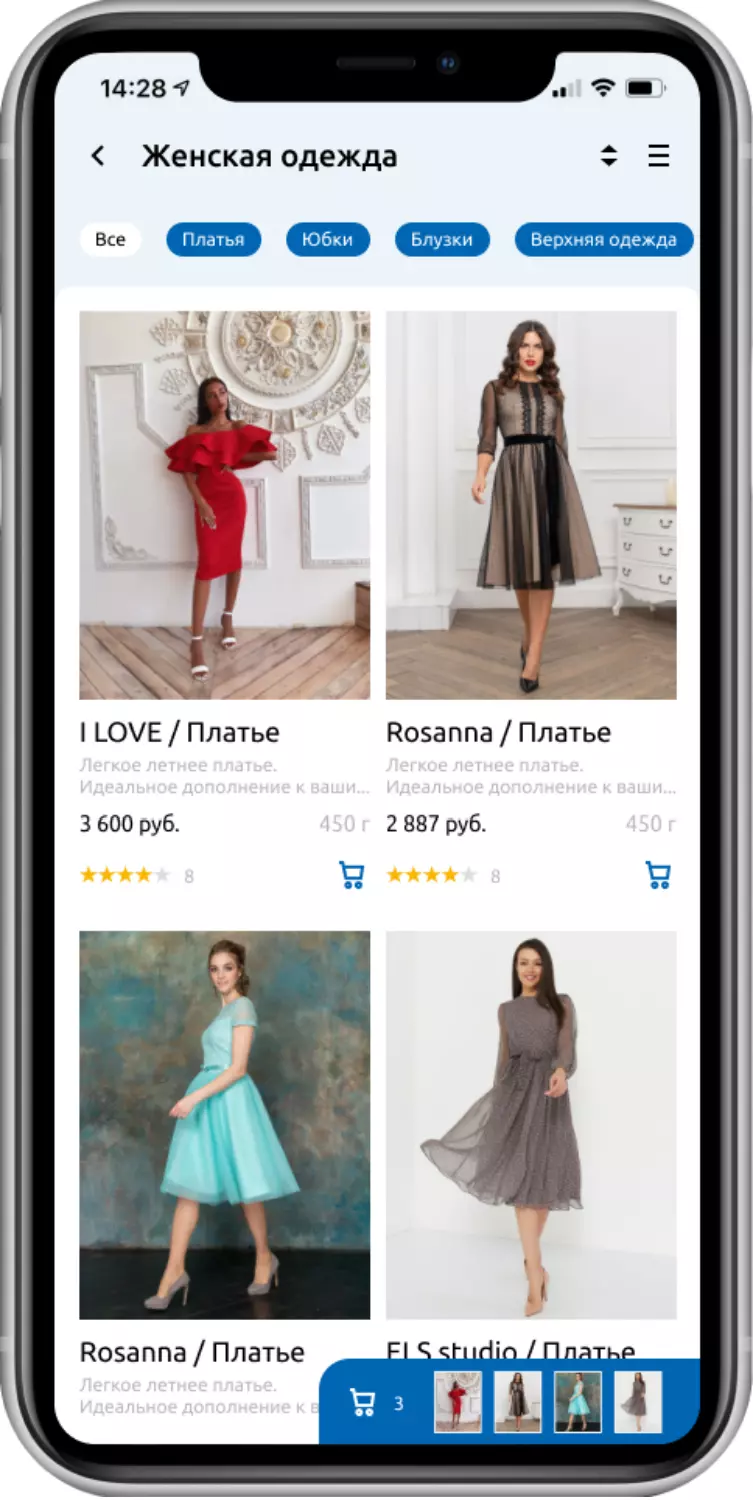 14:28
Женская одежда
Все
Платья
Юбки
Блузки
Верхняя одежда
I LOVE / Платье
Легкое летнее платье.
Идеальное дополнение к ваши...
3 600 руб.
450 г
8
Rosanna / Платье
Легкое летнее платье.
Идеальное дополнение к ваши...
2 887 руб.
450 г
8
Rosanna / Платье
Легкое летнее платье.
Идеальное дополнение к в
ELS studio / Платье
3